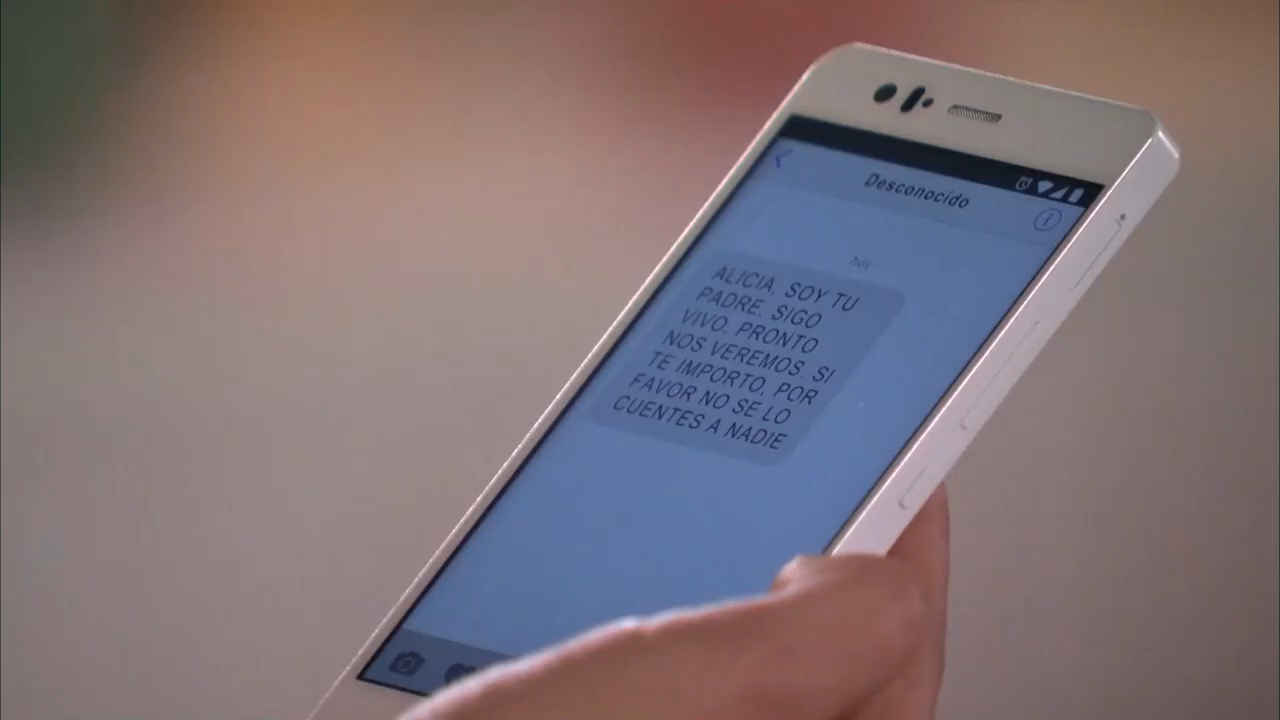 Desconocido
hoy
ALICIA, SOY TU
PADRE. SIGO
VIVO. PRONTO
NOS VEREMOS. SI
TE IMPORTO, POR
FAVOR NO SE LO
CUENTES A NADIE